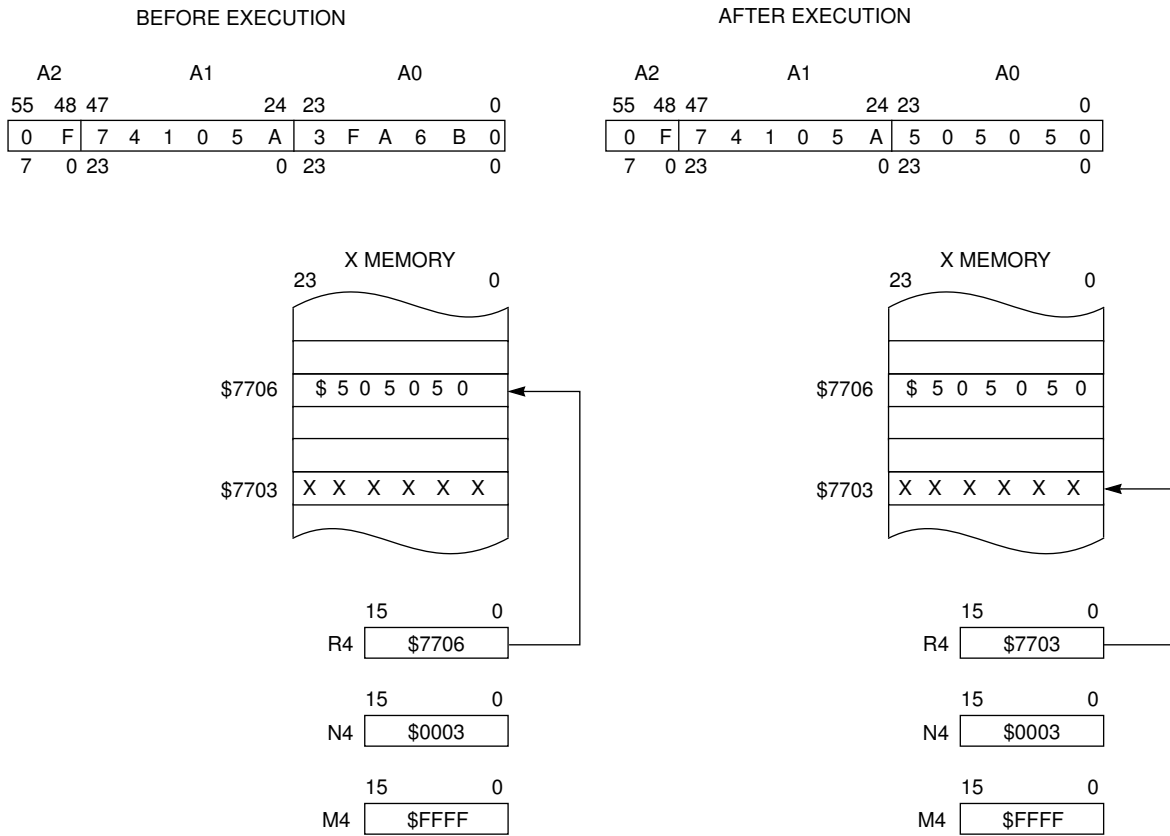 BEFORE EXECUTION AFTER EXECUTION
A2 A1 A0 A2 A1 A0
55 48 47 24 23 0 55 48 47 24 23 0
0 F 7 4 1 0 5 A 3 F A 6 B 0 0 F 7 4 1 0 5 A 5 0 5 0 5 0
7 0 23 0 23 0 7 0 23 0 23 0
X MEMORY X MEMORY
23 0 23 0
$7706 $ 5 0 5 0 5 0 $7706 $ 5 0 5 0 5 0
$7703 X X X X X X $7703 X X X X X X
15 0 15 0
R4 $7706 R4 $7703
15 0 15 0
N4 $0003 N4 $0003
15 0 15 0
M4 $FFFF M4 $FFFF